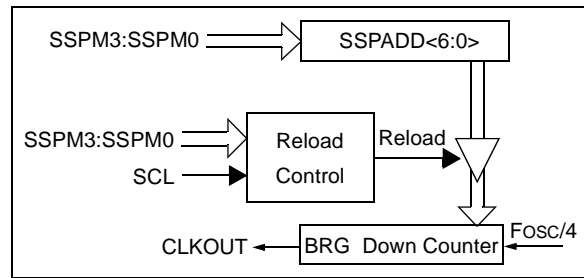 SSPM3:SSPM0
SSPADD<6:0>
SSPM3:SSPM0
SCL
Reload
Control
Reload
CLKOUT
BRG Down Counter
FOSC/4